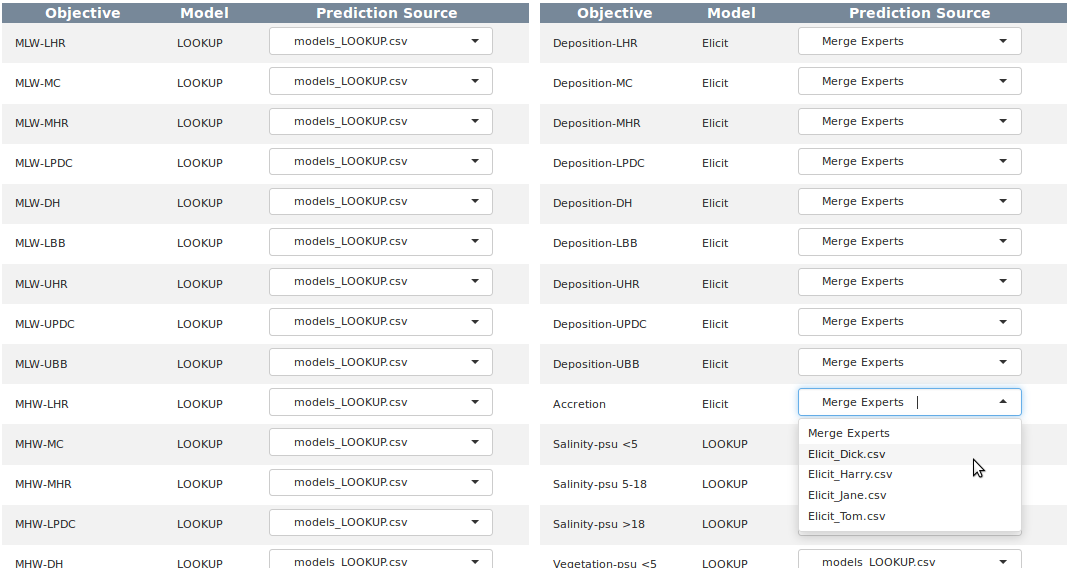 Objective Model Prediction Source
MLW-LHR LOOKUP models_LOOKUP.csv
MLW-MC LOOKUP models_LOOKUP.csv
MLW-MHR LOOKUP models_LOOKUP.csv
MLW-LPDC LOOKUP models_LOOKUP.csv
MLW-DH LOOKUP models_LOOKUP.csv
MLW-LBB LOOKUP models_LOOKUP.csv
MLW-UHR LOOKUP models_LOOKUP.csv
MLW-UPDC LOOKUP models_LOOKUP.csv
MLW-UBB LOOKUP models_LOOKUP.csv
MHW-LHR LOOKUP models_LOOKUP.csv
MHW-MC LOOKUP models_LOOKUP.csv
MHW-MHR LOOKUP models_LOOKUP.csv
MHW-LPDC LOOKUP models_LOOKUP.csv
MHW-DH LOOKUP models_LOOKUP.csv
Objective Model Prediction Source
Deposition-LHR Elicit Merge Experts
Deposition-MC Elicit Merge Experts
Deposition-MHR Elicit Merge Experts
Deposition-LPDC Elicit Merge Experts
Deposition-DH Elicit Merge Experts
Deposition-LBB Elicit Merge Experts
Deposition-UHR Elicit Merge Experts
Deposition-UPDC Elicit Merge Experts
Deposition-UBB Elicit Merge Experts
Accretion Elicit Merge Experts
Merge Experts
Elicit_Dick.csv
Elicit_Harry.csv
Elicit_Jane.csv
Elicit_Tom.csv
Salinity-psu <5 LOOKUP
Salinity-psu 5-18 LOOKUP
Salinity-psu >18 LOOKUP
Vegetation-psu <5 LOOKUP models_LOOKUP.csv